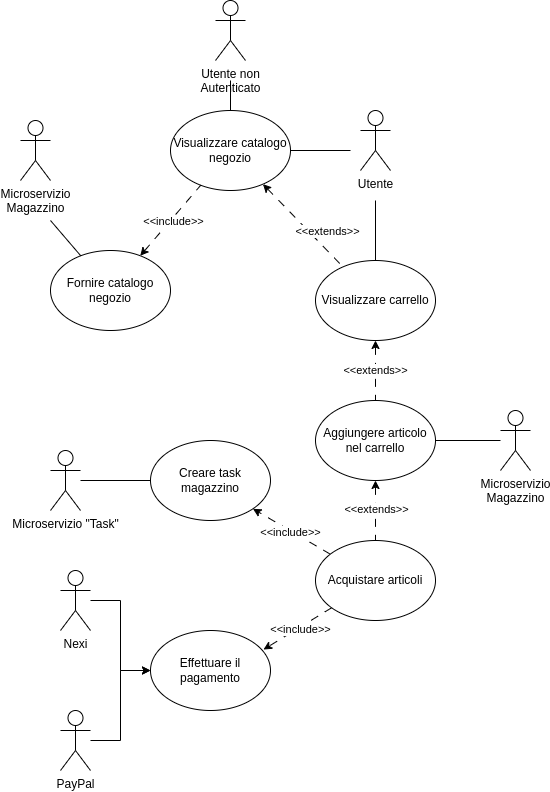 Utente non
Autenticato
Visualizzare catalogo
negozio
Utente
Microservizio
Magazzino
<<include>>
<<extends>>
Fornire catalogo
negozio
Visualizzare carrello
<<extends>>
Aggiungere articolo
nel carrello
Microservizio
Magazzino
Creare task
magazzino
Microservizio "Task"
<<extends>>
<<include>>
Acquistare articoli
<<include>>
Nexi
Effettuare il
pagamento
PayPal